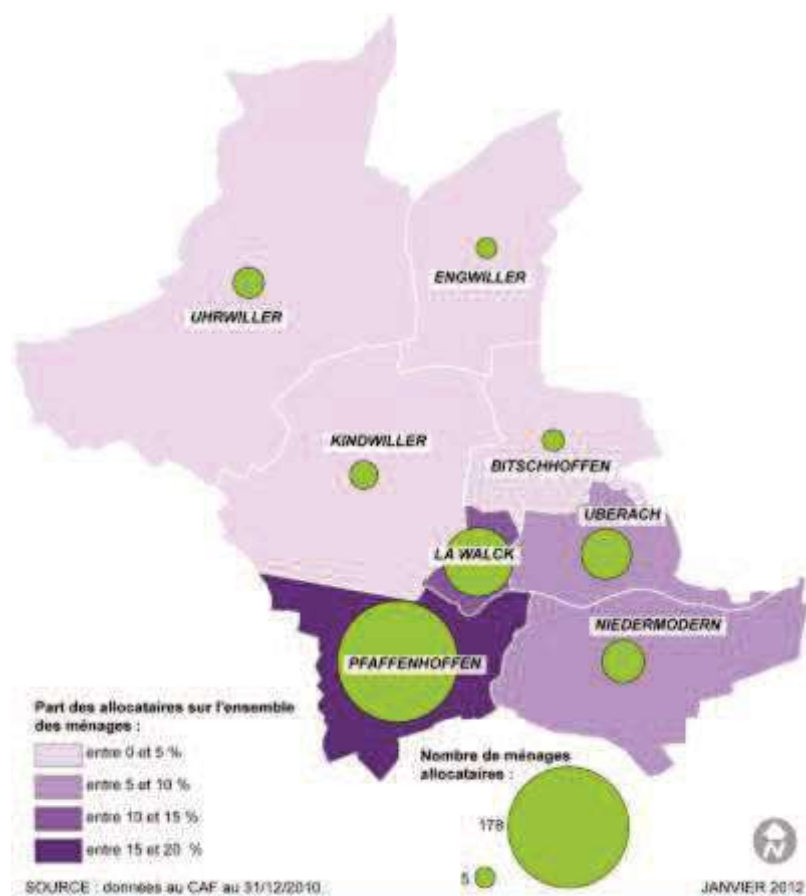 ENGWILLER
UHRWILLER
KINDWILLER
BITSCHHOFFEN
UBERACH
LA WALCK
NIEDERMODERN
PFAFFENHOFFEN
Part des allocataires sur l'ensemble
des ménages :
entre 0 et 5 %
entre 5 et 10 %
entre 10 et 15 %
entre 15 et 20 %
Nombre de ménages
allocataires :
178
5
N
SOURCE : données au CAF au 31/12/2010
JANVIER 2012